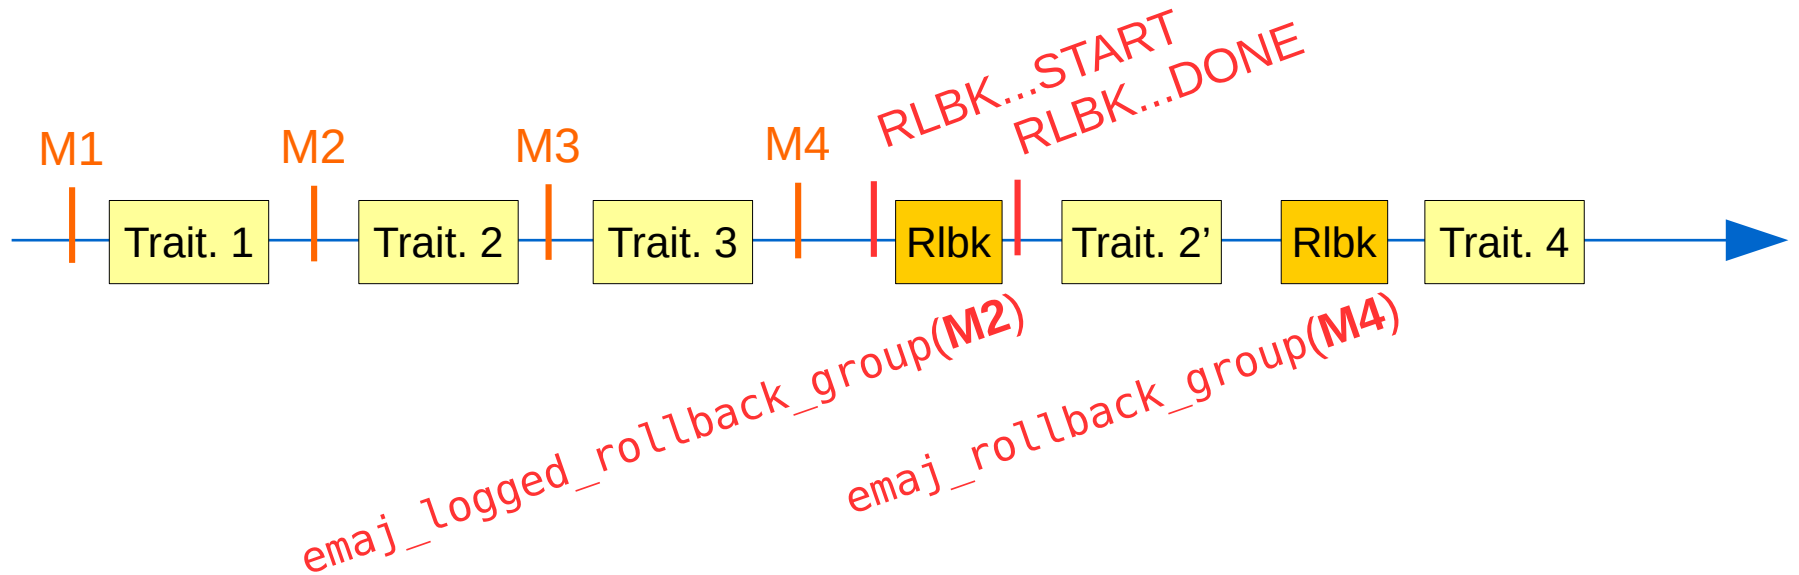 RLBK...START
RLBK...DONE
M1
M2
M3
M4
Trait. 1
Trait. 2
Trait. 3
Rlbk
Trait. 2’
Rlbk
Trait. 4
emaj_logged_rollback_group(M2)
emaj_rollback_group(M4)